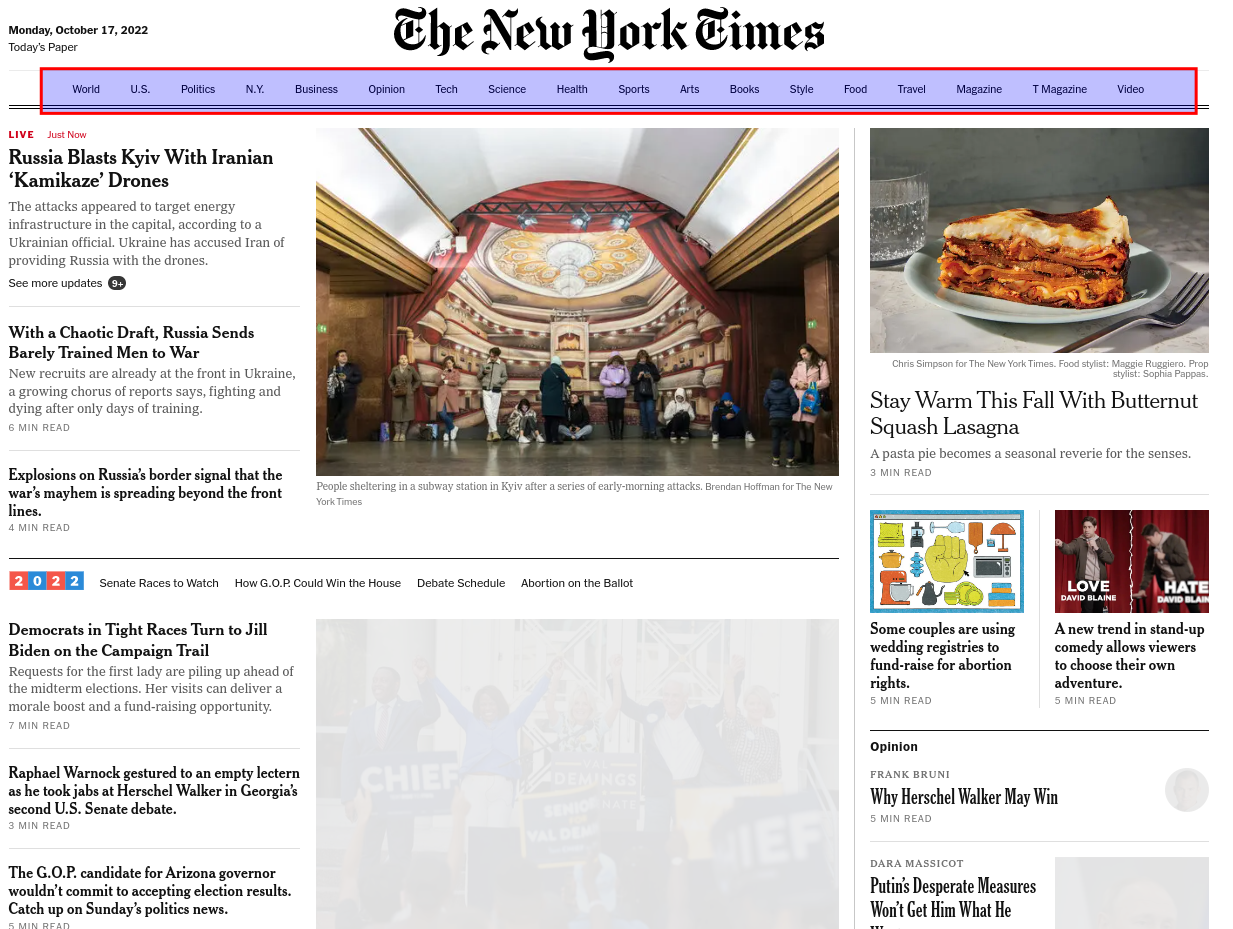 Monday, October 17, 2022
Today's Paper
The New York Times
World U.S. Politics N.Y. Business Opinion Tech Science Health Sports Arts Books Style Food Travel Magazine T Magazine Video
LIVE Just Now
Russia Blasts Kyiv With Iranian
‘Kamikaze’ Drones
The attacks appeared to target energy
infrastructure in the capital, according to a
Ukrainian official. Ukraine has accused Iran of
providing Russia with the drones.
See more updates 9+
With a Chaotic Draft, Russia Sends
Barely Trained Men to War
New recruits are already at the front in Ukraine,
a growing chorus of reports says, fighting and
dying after only days of training.
6 MIN READ
Explosions on Russia's border signal that the
war's mayhem is spreading beyond the front
lines.
4 MIN READ
People sheltering in a subway station in Kyiv after a series of early-morning attacks. Brendan Hoffman for The New
York Times
2022 Senate Races to Watch How G.O.P. Could Win the House Debate Schedule Abortion on the Ballot
Democrats in Tight Races Turn to Jill
Biden on the Campaign Trail
Requests for the first lady are piling up ahead of
the midterm elections. Her visits can deliver a
morale boost and a fund-raising opportunity.
7 MIN READ
Raphael Warnock gestured to an empty lectern
as he took jabs at Herschel Walker in Georgia's
second U.S. Senate debate.
3 MIN READ
The G.O.P. candidate for Arizona governor
wouldn't commit to accepting election results.
Catch up on Sunday's politics news.
5 MIN READ
CHIEF
VAL
DEMINGS
CHIEF
Chris Simpson for The New York Times. Food stylist: Maggie Ruggiero. Prop
stylist: Sophia Pappas.
Stay Warm This Fall With Butternut
Squash Lasagna
A pasta pie becomes a seasonal reverie for the senses.
3 MIN READ
Some couples are using
wedding registries to
fund-raise for abortion
rights.
5 MIN READ
LOVE
DAVID BLAINE
HATE
DAVID BLAIN
A new trend in stand-up
comedy allows viewers
to choose their own
adventure.
5 MIN READ
Opinion
FRANK BRUNI
Why Herschel Walker May Win
5 MIN READ
DARA MASSICOT
Putin's Desperate Measures
Won't Get Him What He